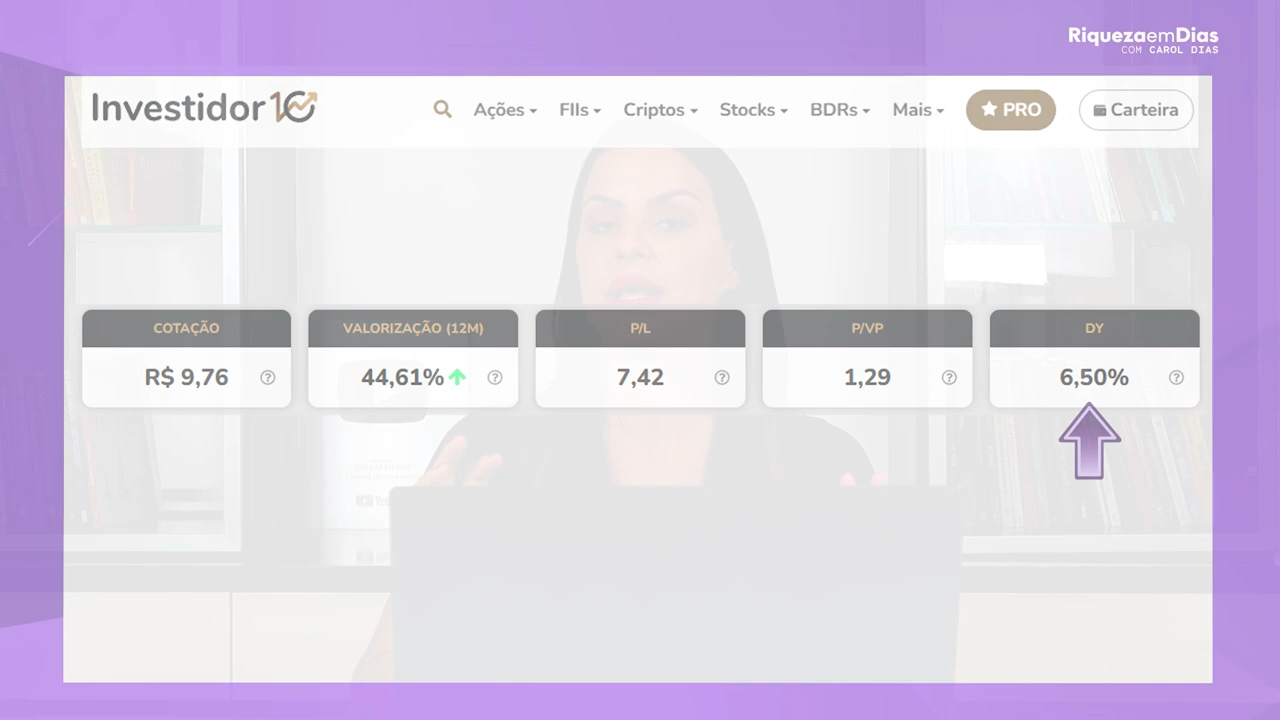 RiquezaemDias
COM CAROL DIAS
Investidor10
Ações
FIIs
Criptos
Stocks
BDRs
Mais
PRO
Carteira
COTAÇÃO
VALORIZAÇÃO (12M)
P/L
P/VP
DY
R$ 9,76
44,61%
7,42
1,29
6,50%